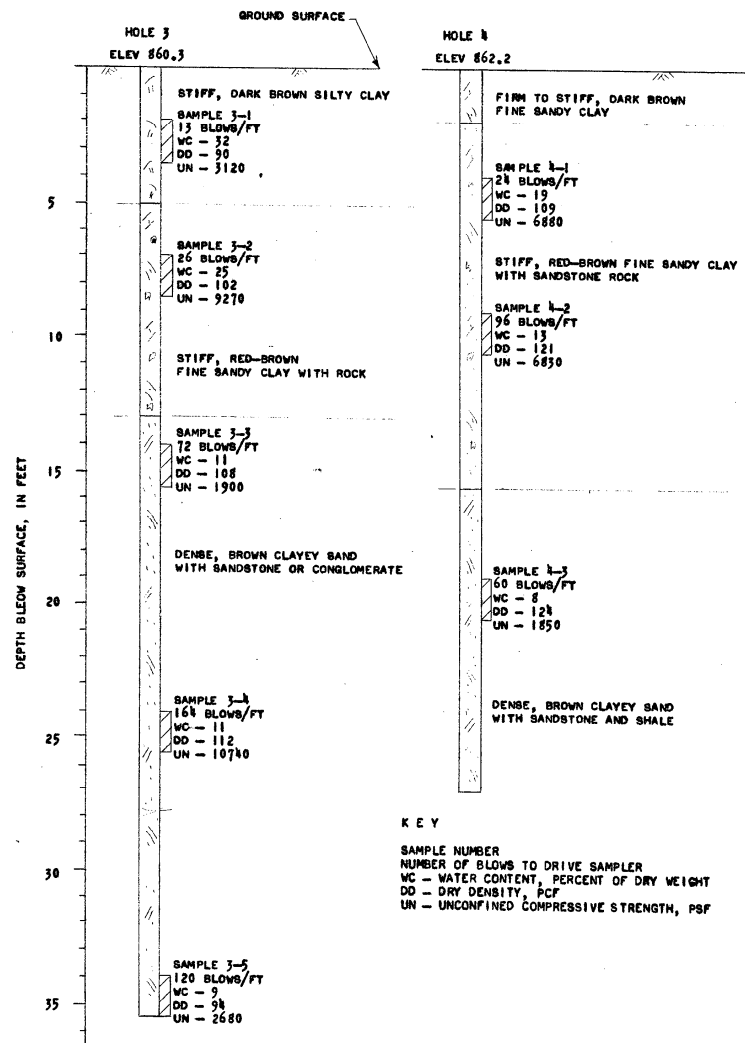 GROUND SURFACE
HOLE 3
ELEV 860.3
STIFF, DARK BROWN SILTY CLAY
SAMPLE 3-1
13 BLOWS/FT
WC - 32
DD - 90
UN - 3120
SAMPLE 3-2
26 BLOWS/FT
WC - 25
DD - 102
UN - 9270
STIFF, RED-BROWN
FINE SANDY CLAY WITH ROCK
SAMPLE 3-3
72 BLOWS/FT
WC - 11
DD - 108
UN - 1900
DENSE, BROWN CLAYEY SAND
WITH SANDSTONE OR CONGLOMERATE
SAMPLE 3-4
164 BLOWS/FT
WC - 11
DD - 112
UN - 10740
SAMPLE 3-5
120 BLOWS/FT
WC - 9
DD - 94
UN - 2680
HOLE 4
ELEV 862.2
FIRM TO STIFF, DARK BROWN
FINE SANDY CLAY
SAMPLE 4-1
24 BLOWS/FT
WC - 19
DD - 109
UN - 6880
STIFF, RED-BROWN FINE SANDY CLAY
WITH SANDSTONE ROCK
SAMPLE 4-2
96 BLOWS/FT
WC - 13
DD - 121
UN - 6830
SAMPLE 4-3
60 BLOWS/FT
WC - 8
DD - 124
UN - 1850
DENSE, BROWN CLAYEY SAND
WITH SANDSTONE AND SHALE
KEY
SAMPLE NUMBER
NUMBER OF BLOWS TO DRIVE SAMPLER
WC - WATER CONTENT, PERCENT OF DRY WEIGHT
DD - DRY DENSITY, PCF
UN - UNCONFINED COMPRESSIVE STRENGTH, PSF
DEPTH BLEOW SURFACE, IN FEET
5
10
15
20
25
30
35